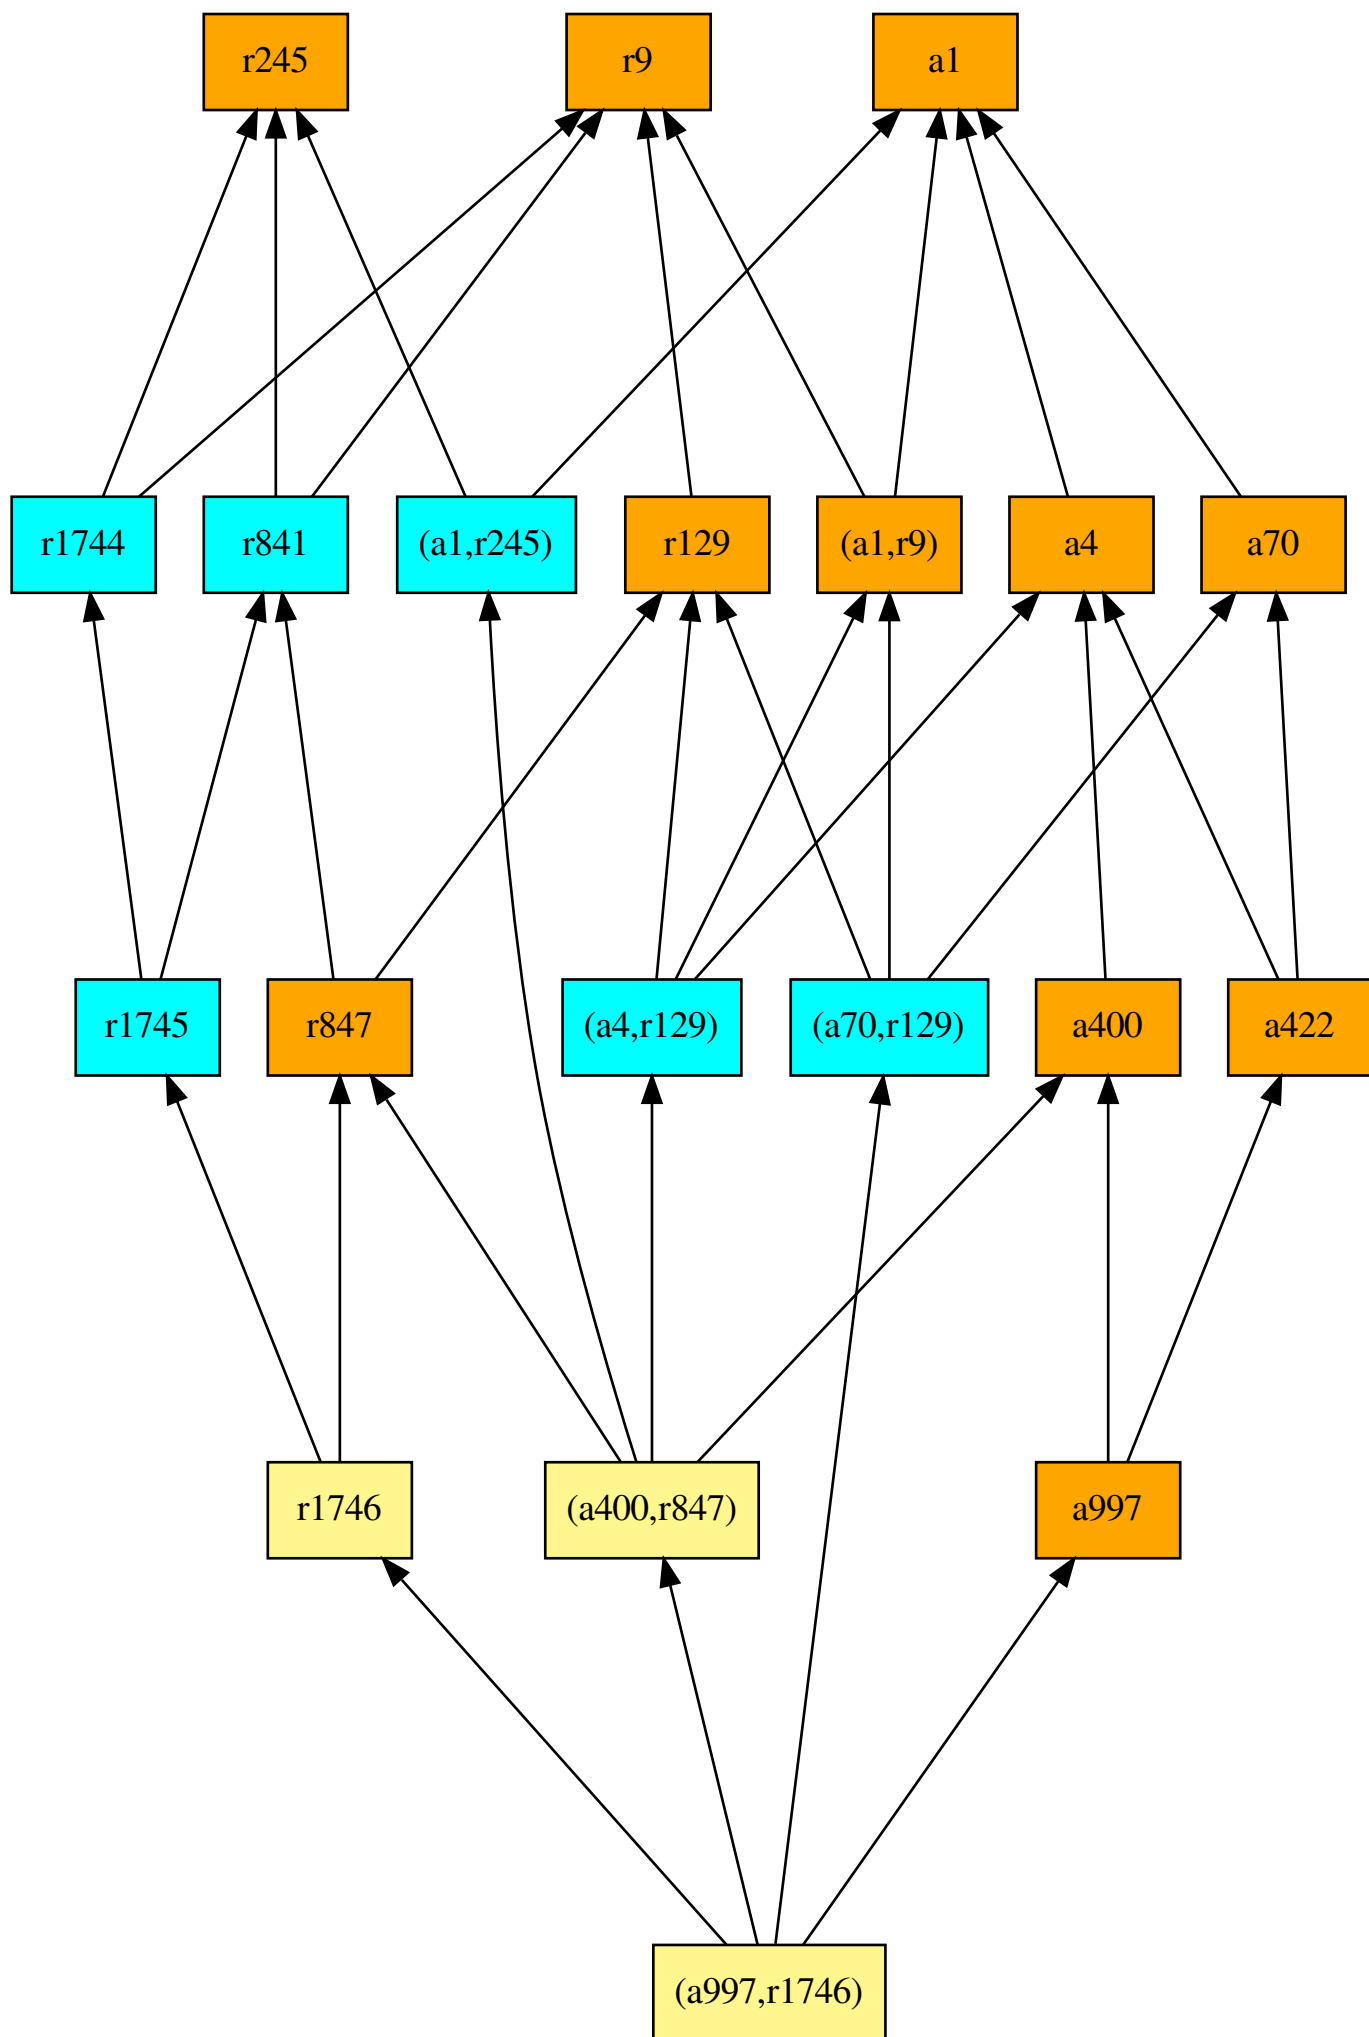 r245
r9
a1
r1744
r841
(a1,r245)
r129
(a1,r9)
a4
a70
r1745
r847
(a4,r129)
(a70,r129)
a400
a422
r1746
(a400,r847)
a997
(a997,r1746)